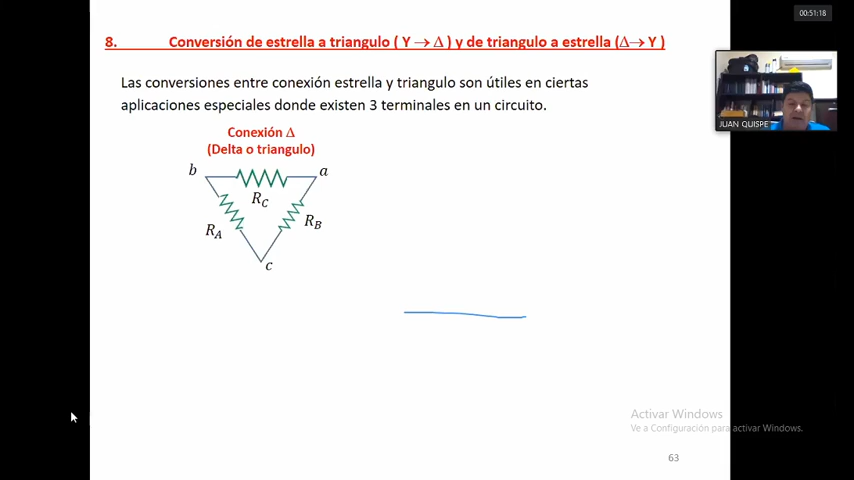 00:51:18
8. Conversión de estrella a triangulo ( Y → Δ ) y de triangulo a estrella (Δ→ Y )
Las conversiones entre conexión estrella y triangulo son útiles en ciertas
aplicaciones especiales donde existen 3 terminales en un circuito.
JUAN QUISPE
Conexión Δ
(Delta o triangulo)
b
a
R_C
R_A
R_B
c
Activar Windows
Ve a Configuración para activar Windows.
63